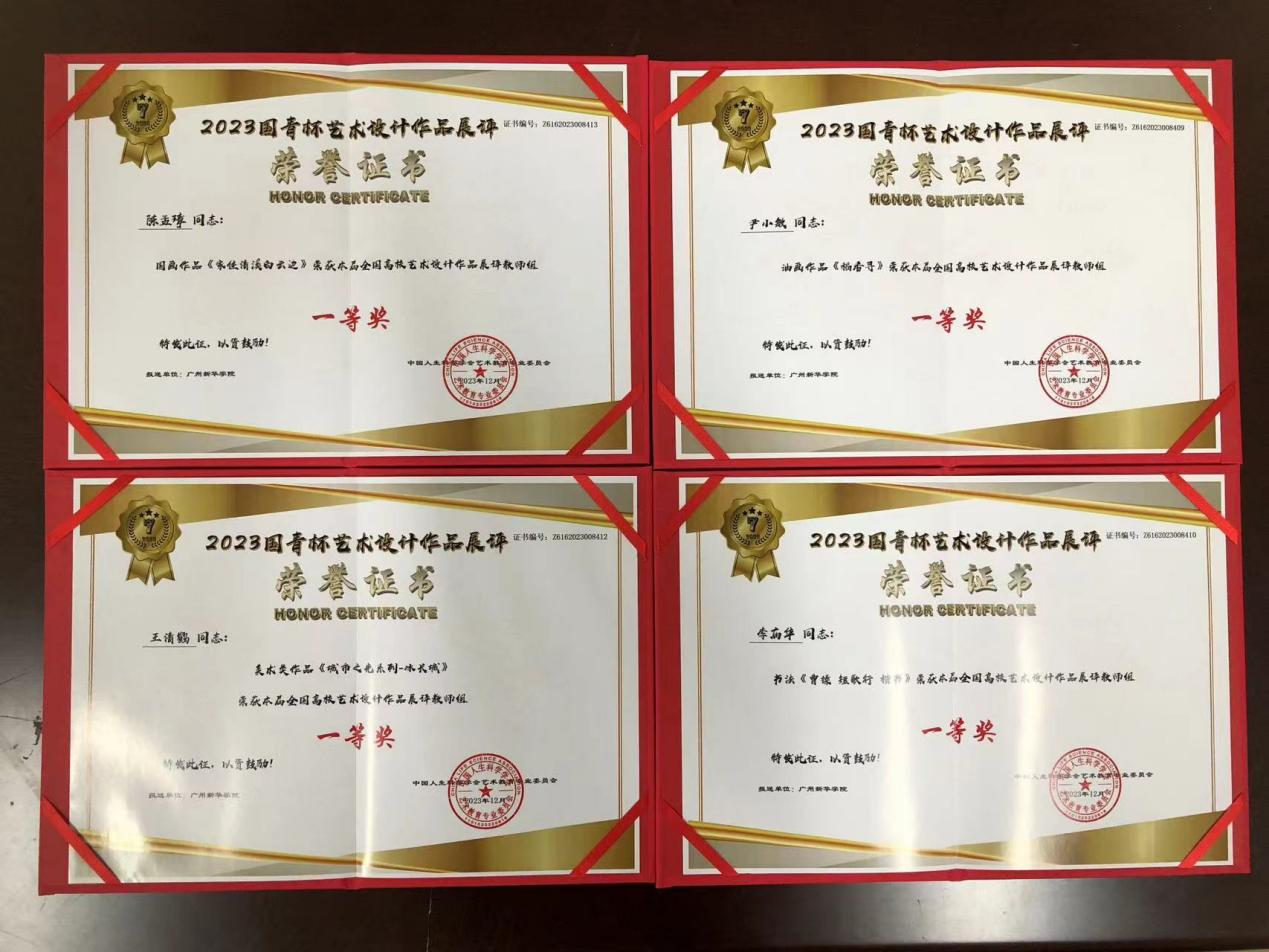 2023国青杯艺术设计作品展评 证书编号：Z6162023008413
荣誉证书
HONOR CERTIFICATE
同志：
国画作品《家住清溪白云边》荣获本届全国高校艺术设计作品展评教师组
一等奖
特发此证，以资鼓励！
中国人生科学学会艺术教育专业委员会
报送单位：广州新华学院
2023年12月
2023国青杯艺术设计作品展评 证书编号：Z6162023008409
荣誉证书
HONOR CERTIFICATE
尹小敏 同志：
油画作品《稻香寻》荣获本届全国高校艺术设计作品展评教师组
一等奖
特发此证，以资鼓励！
中国人生科学学会艺术教育专业委员会
报送单位：广州新华学院
2023年12月
2023国青杯艺术设计作品展评 证书编号：Z6162023008412
荣誉证书
HONOR CERTIFICATE
王清鹤 同志：
美术类作品《城市之光系列-冰长城》
荣获本届全国高校艺术设计作品展评教师组
一等奖
特发此证，以资鼓励！
中国人生科学学会艺术教育专业委员会
报送单位：广州新华学院
2023年12月
2023国青杯艺术设计作品展评 证书编号：Z6162023008410
荣誉证书
HONOR CERTIFICATE
李南华 同志：
书法《曹操 短歌行 楷书》荣获本届全国高校艺术设计作品展评教师组
一等奖
特发此证，以资鼓励！
中国人生科学学会艺术教育专业委员会
报送单位：广州新华学院
2023年12月